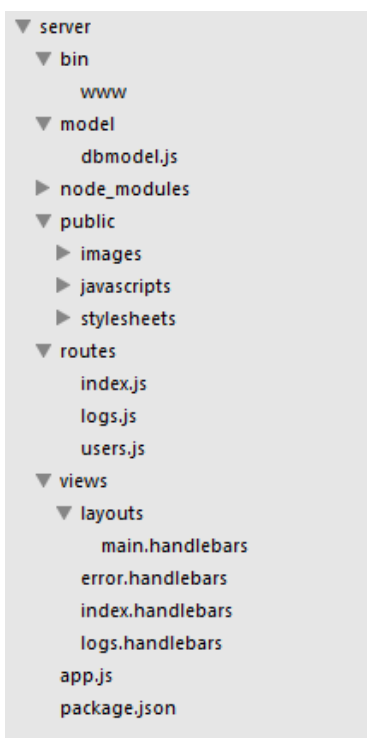 server
bin
www
model
dbmodel.js
node_modules
public
images
javascripts
stylesheets
routes
index.js
logs.js
users.js
views
layouts
main.handlebars
error.handlebars
index.handlebars
logs.handlebars
app.js
package.json